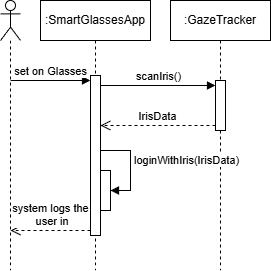 :SmartGlassesApp
:GazeTracker
set on Glasses
scanIris()
IrisData
loginWithIris(IrisData)
system logs the
user in